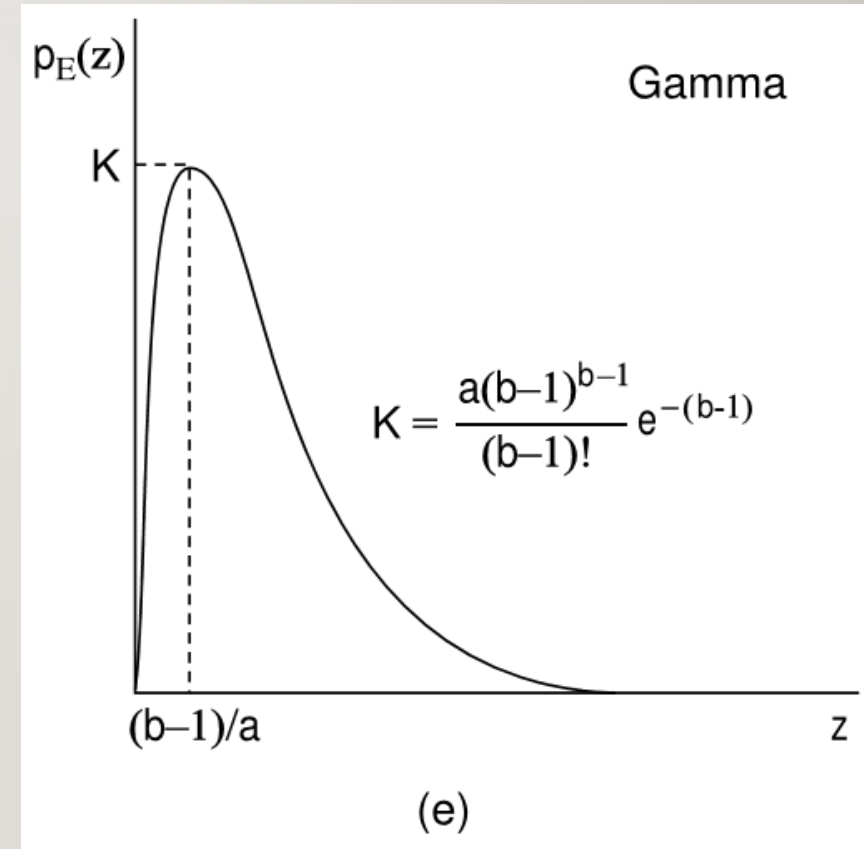 p_E(z)
Gamma
K
K = a(b–1)^{b–1} / (b–1)! e^{–(b-1)}
(b–1)/a
z
(e)